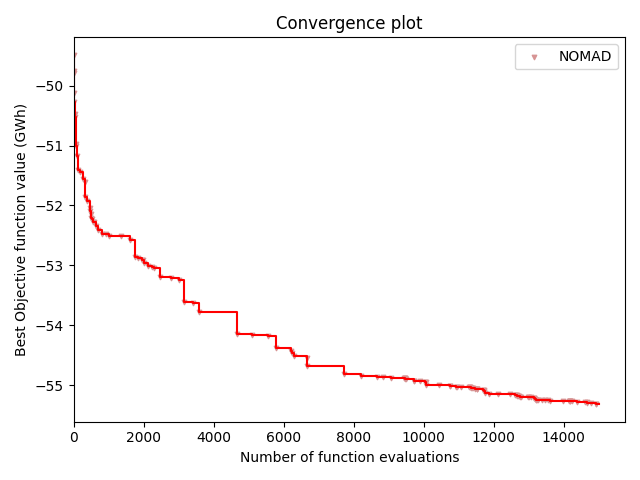 Convergence plot
NOMAD
Best Objective function value (GWh)
−50
−51
−52
−53
−54
−55
0 2000 4000 6000 8000 10000 12000 14000
Number of function evaluations